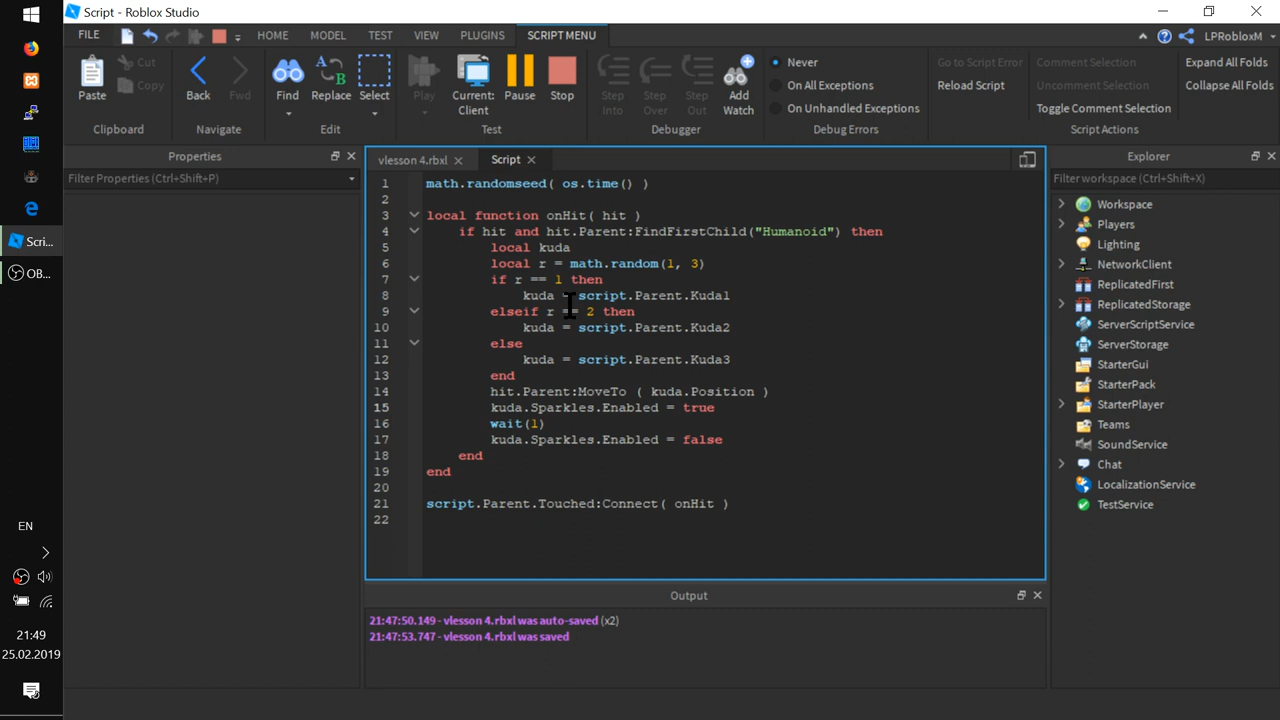 Script - Roblox Studio
FILE
HOME
MODEL
TEST
VIEW
PLUGINS
SCRIPT MENU
LPRobloxM
Paste
Cut
Copy
Clipboard
Back
Fwd
Navigate
Find
Replace
Select
Edit
Play
Current:
Client
Pause
Stop
Test
Step
Into
Step
Over
Step
Out
Add
Watch
Debugger
Never
On All Exceptions
On Unhandled Exceptions
Debug Errors
Go to Script Error
Reload Script
Comment Selection
Uncomment Selection
Toggle Comment Selection
Expand All Folds
Collapse All Folds
Script Actions
Properties
Filter Properties (Ctrl+Shift+P)
vlesson 4.rbxl
Script
1 math.randomseed( os.time() )
2
3 local function onHit( hit )
4 if hit and hit.Parent:FindFirstChild("Humanoid") then
5 local kuda
6 local r = math.random(1, 3)
7 if r == 1 then
8 kuda = script.Parent.Kuda1
9 elseif r == 2 then
10 kuda = script.Parent.Kuda2
11 else
12 kuda = script.Parent.Kuda3
13 end
14 hit.Parent:MoveTo ( kuda.Position )
15 kuda.Sparkles.Enabled = true
16 wait(1)
17 kuda.Sparkles.Enabled = false
18 end
19 end
20
21 script.Parent.Touched:Connect( onHit )
22
Output
21:47:50.149 - vlesson 4.rbxl was auto-saved (x2)
21:47:53.747 - vlesson 4.rbxl was saved
Explorer
Filter workspace (Ctrl+Shift+X)
Workspace
Players
Lighting
NetworkClient
ReplicatedFirst
ReplicatedStorage
ServerScriptService
ServerStorage
StarterGui
StarterPack
StarterPlayer
Teams
SoundService
Chat
LocalizationService
TestService
Scri...
OB...
EN
21:49
25.02.2019